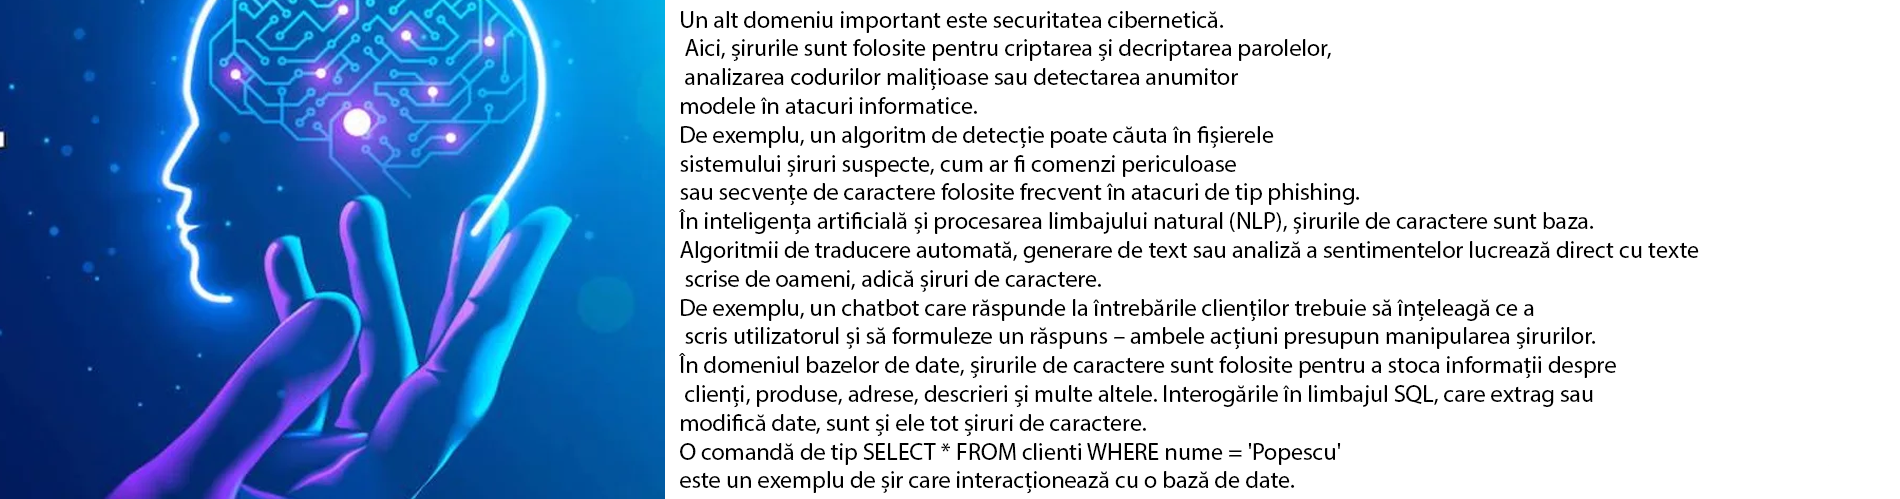 Un alt domeniu important este securitatea cibernetică.
Aici, șirurile sunt folosite pentru criptarea și decriptarea parolelor,
analizarea codurilor malițioase sau detectarea anumitor
modele în atacuri informatice.
De exemplu, un algoritm de detecție poate căuta în fișierele
sistemului șiruri suspecte, cum ar fi comenzi periculoase
sau secvențe de caractere folosite frecvent în atacuri de tip phishing.
În inteligența artificială și procesarea limbajului natural (NLP), șirurile de caractere sunt baza.
Algoritmii de traducere automată, generare de text sau analiză a sentimentelor lucrează direct cu texte
scrise de oameni, adică șiruri de caractere.
De exemplu, un chatbot care răspunde la întrebările clienților trebuie să înțeleagă ce a
scris utilizatorul și să formuleze un răspuns – ambele acțiuni presupun manipularea șirurilor.
În domeniul bazelor de date, șirurile de caractere sunt folosite pentru a stoca informații despre
clienți, produse, adrese, descrieri și multe altele. Interogările în limbajul SQL, care extrag sau
modifică date, sunt și ele tot șiruri de caractere.
O comandă de tip SELECT * FROM clienti WHERE nume = 'Popescu'
este un exemplu de șir care interacționează cu o bază de date.